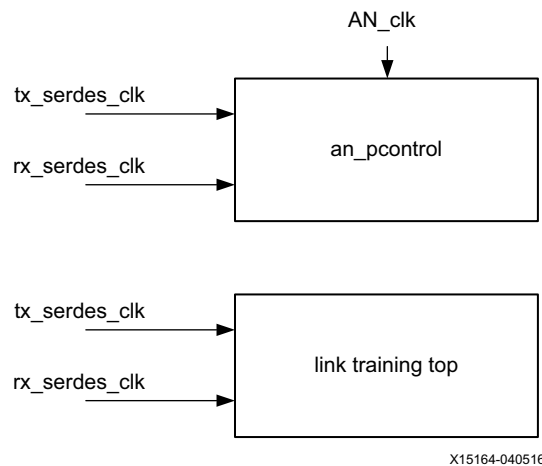 AN_clk
tx_serdes_clk
an_pcontrol
rx_serdes_clk
tx_serdes_clk
link training top
rx_serdes_clk
X15164-040516